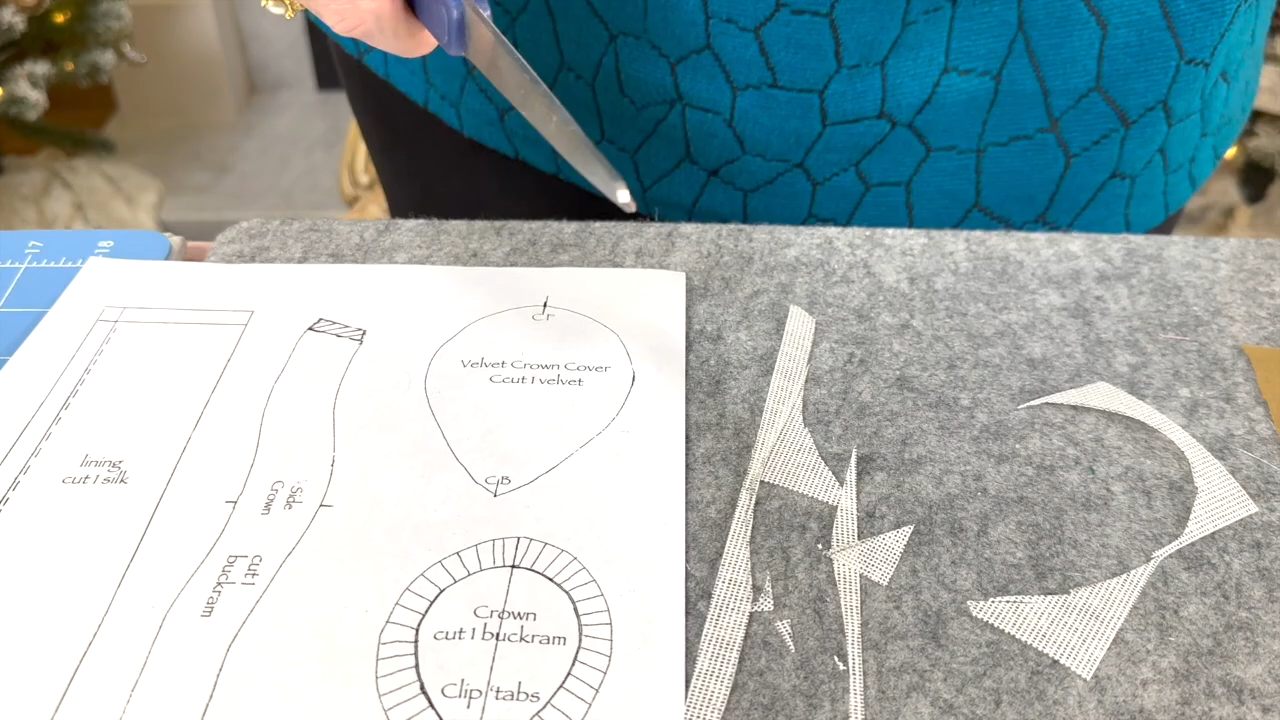 17
18
CF
Velvet Crown Cover
Ccut 1 velvet
lining
cut 1 silk
CB
side
Crown
cut 1
buckram
Crown
cut 1 buckram
Clip tabs